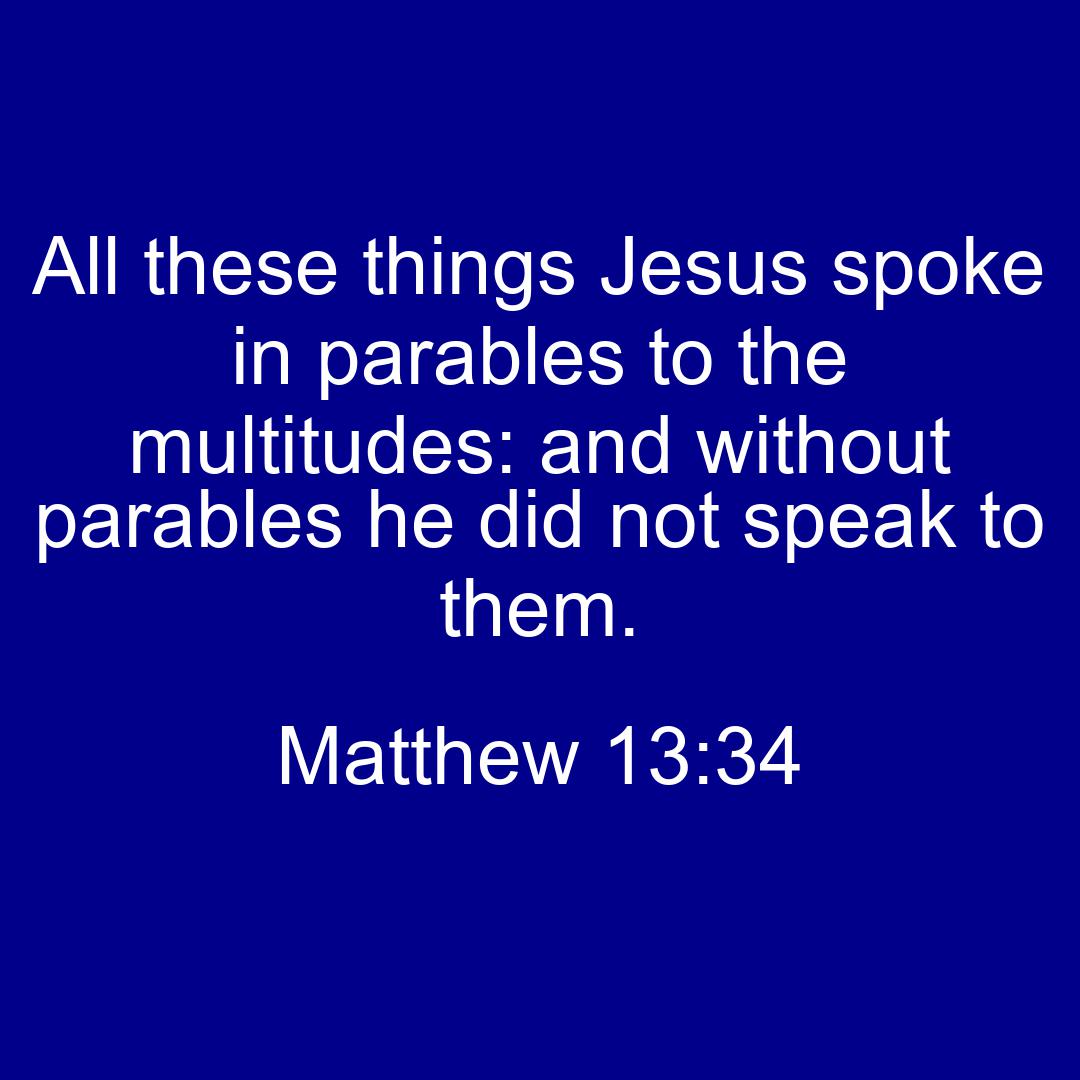 All these things Jesus spoke
in parables to the
multitudes: and without
parables he did not speak to
them.
Matthew 13:34